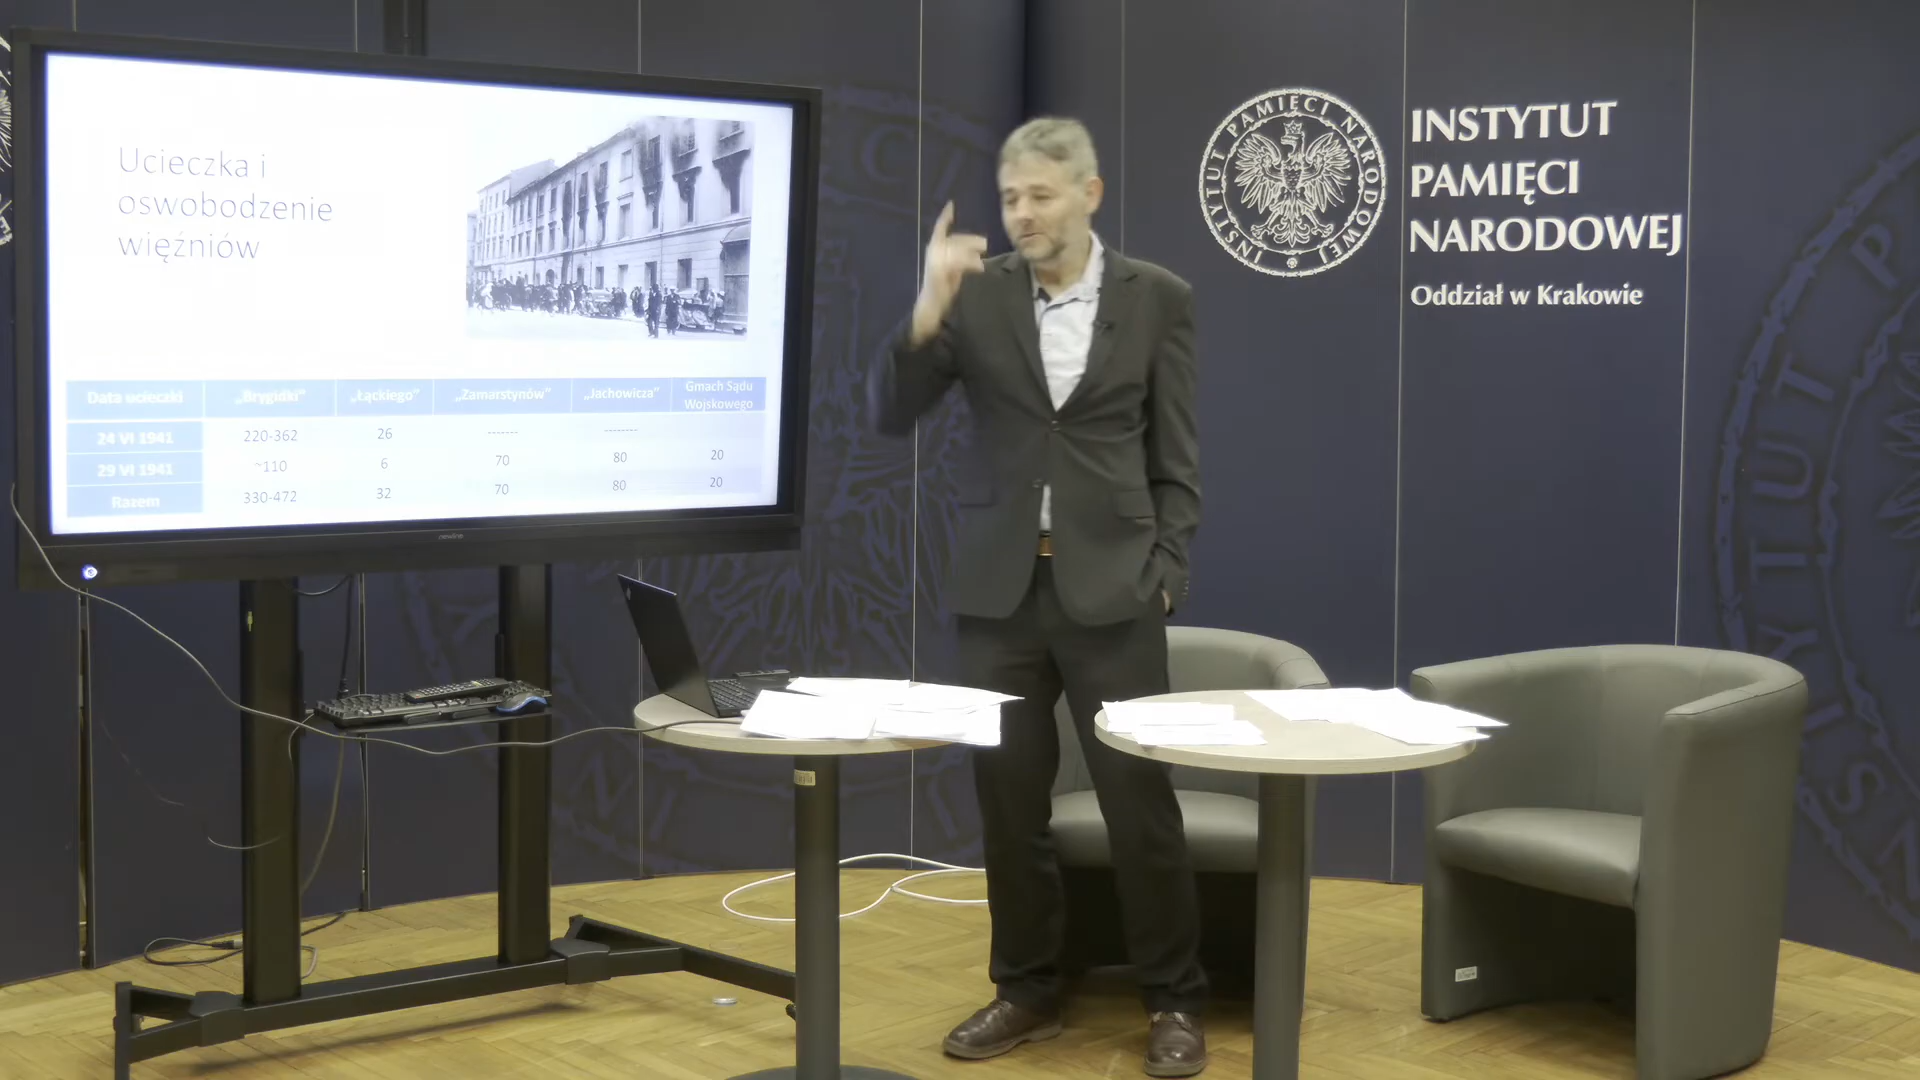 Ucieczka i
oswobodzenie
więźniów
Data ucieczki „Brygidki” „Łąckiego” „Zamarstynów” „Jachowicza” Gmach Sądu Wojskowego
24 VI 1941 220-362 26 ------- --------
29 VI 1941 ~110 6 70 80 20
Razem 330-472 32 70 80 20
newline
INSTYTUT PAMIĘCI NARODOWEJ
INSTYTUT
PAMIĘCI
NARODOWEJ
Oddział w Krakowie